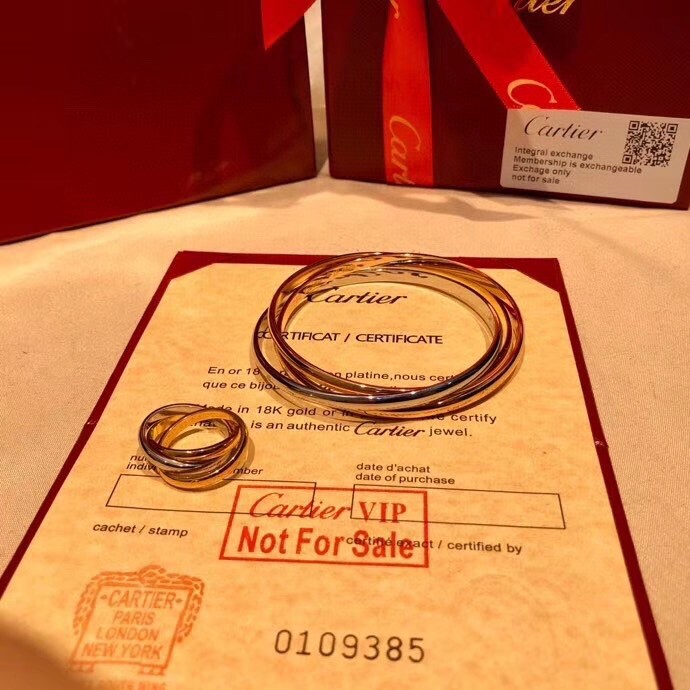 Cartier
Cartier
Integral exchange
Membership is exchangeable
Exchage only
not for sale
Cartier
CERTIFICAT / CERTIFICATE
En or 18 platine,nous cert
que ce bijou
in 18K gold or certify
is an authentic Cartier jewel.
date d'achat
date of purchase
Cartier VIP
Not For Sale
cachet / stamp
certifié exact / certified by
CARTIER
PARIS
LONDON
NEW YORK
0109385